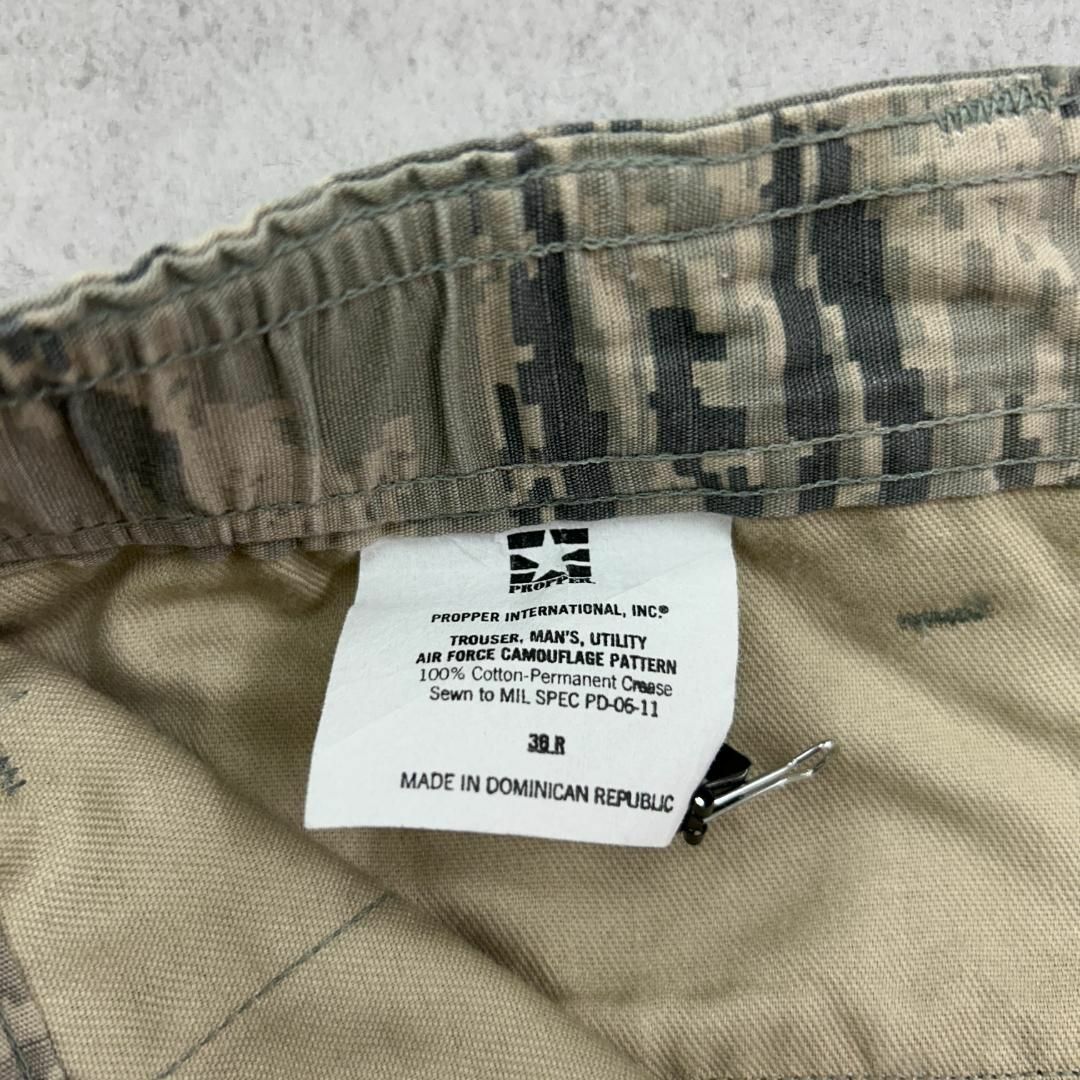 PROPPER
PROPPER INTERNATIONAL, INC.®
TROUSER, MAN'S, UTILITY
AIR FORCE CAMOUFLAGE PATTERN
100% Cotton-Permanent Crease
Sewn to MIL SPEC PD-06-11
R
MADE IN DOMINICAN REPUBLIC